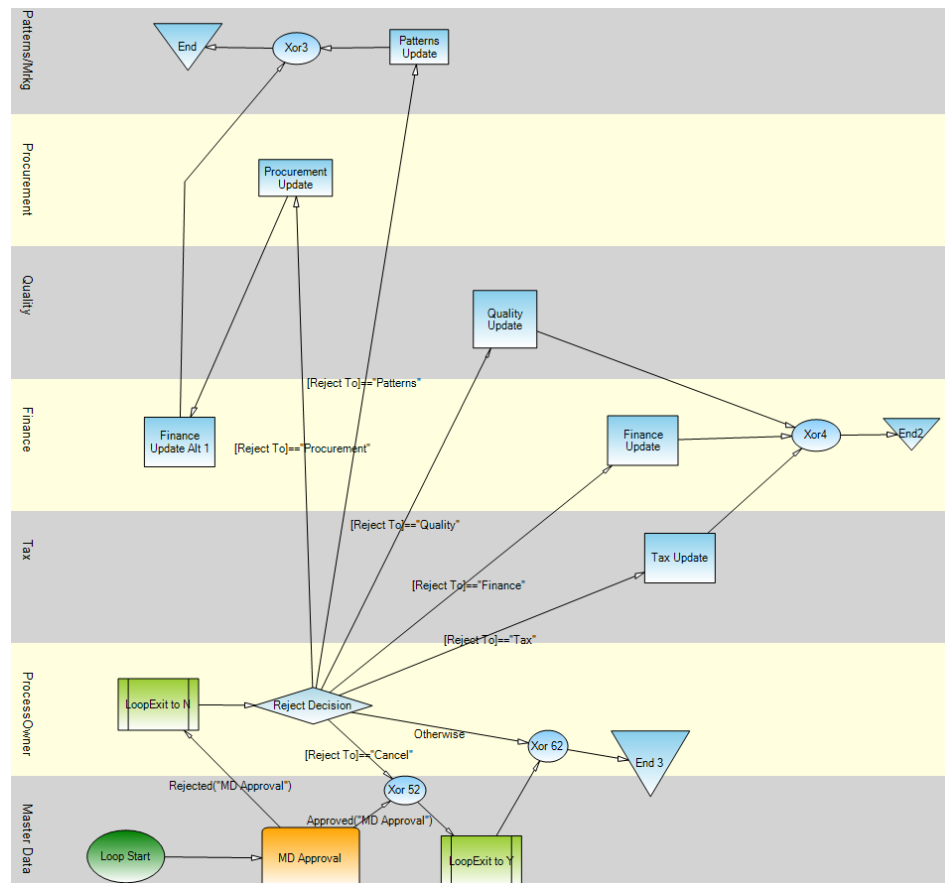 Patterns/Mrkg
End
Xor3
Patterns
Update
Procurement
Procurement
Update
Quality
Quality
Update
[Reject To]=="Patterns"
Finance
Finance
Update Alt 1
[Reject To]=="Procurement"
Finance
Update
Xor4
End2
[Reject To]=="Quality"
Tax
Tax Update
[Reject To]=="Finance"
[Reject To]=="Tax"
ProcessOwner
LoopExit to N
Reject Decision
Otherwise
Xor 62
End 3
[Reject To]=="Cancel"
Rejected("MD Approval")
Xor 52
Master Data
Approved("MD Approval")
Loop Start
MD Approval
LoopExit to Y